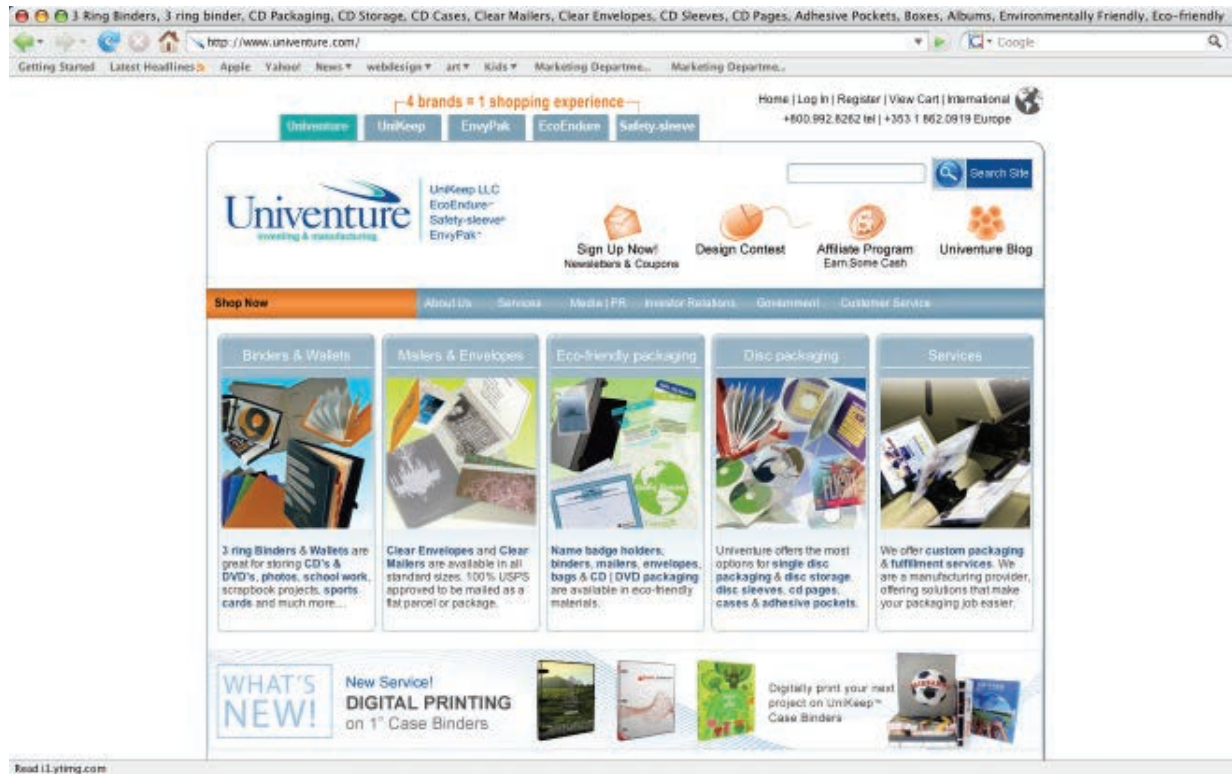 3 Ring Binders, 3 ring binder, CD Packaging, CD Storage, CD Cases, Clear Mailers, Clear Envelopes, CD Sleeves, CD Pages, Adhesive Pockets, Boxes, Albums, Environmentally Friendly, Eco-friendly,
http://www.univenture.com/
Google
Getting Started Latest Headlines Apple Yahoo! News webdesign art Kids Marketing Departme... Marketing Departme...
4 brands = 1 shopping experience
Home | Log In | Register | View Cart | International
+800.992.8262 tel | +353 1 862.0919 Europe
Univenture UniKeep EnvyPak EcoEndure Safety-sleeve
Search Site
Univenture
inventing & manufacturing
UniKeep LLC
EcoEndure™
Safety-sleeve®
EnvyPak™
Sign Up Now!
Newsletters & Coupons
Design Contest
Affiliate Program
Earn Some Cash
Univenture Blog
Shop Now
About Us Services Media | PR Investor Relations Government Customer Service
Binders & Wallets
3 ring Binders & Wallets are
great for storing CD's &
DVD's, photos, school work,
scrapbook projects, sports
cards and much more....
Mailers & Envelopes
Clear Envelopes and Clear
Mailers are available in all
standard sizes. 100% USPS
approved to be mailed as a
flat parcel or package.
Eco-friendly packaging
Name badge holders,
binders, mailers, envelopes,
bags & CD | DVD packaging
are available in eco-friendly
materials.
Disc packaging
Univenture offers the most
options for single disc
packaging & disc storage,
disc sleeves, cd pages,
cases & adhesive pockets.
Services
We offer custom packaging
& fulfillment services. We
are a manufacturing provider,
offering solutions that make
your packaging job easier.
WHAT'S
NEW!
New Service!
DIGITAL PRINTING
on 1" Case Binders
Digitally print your next
project on UniKeep™
Case Binders
Read i1.ytimg.com